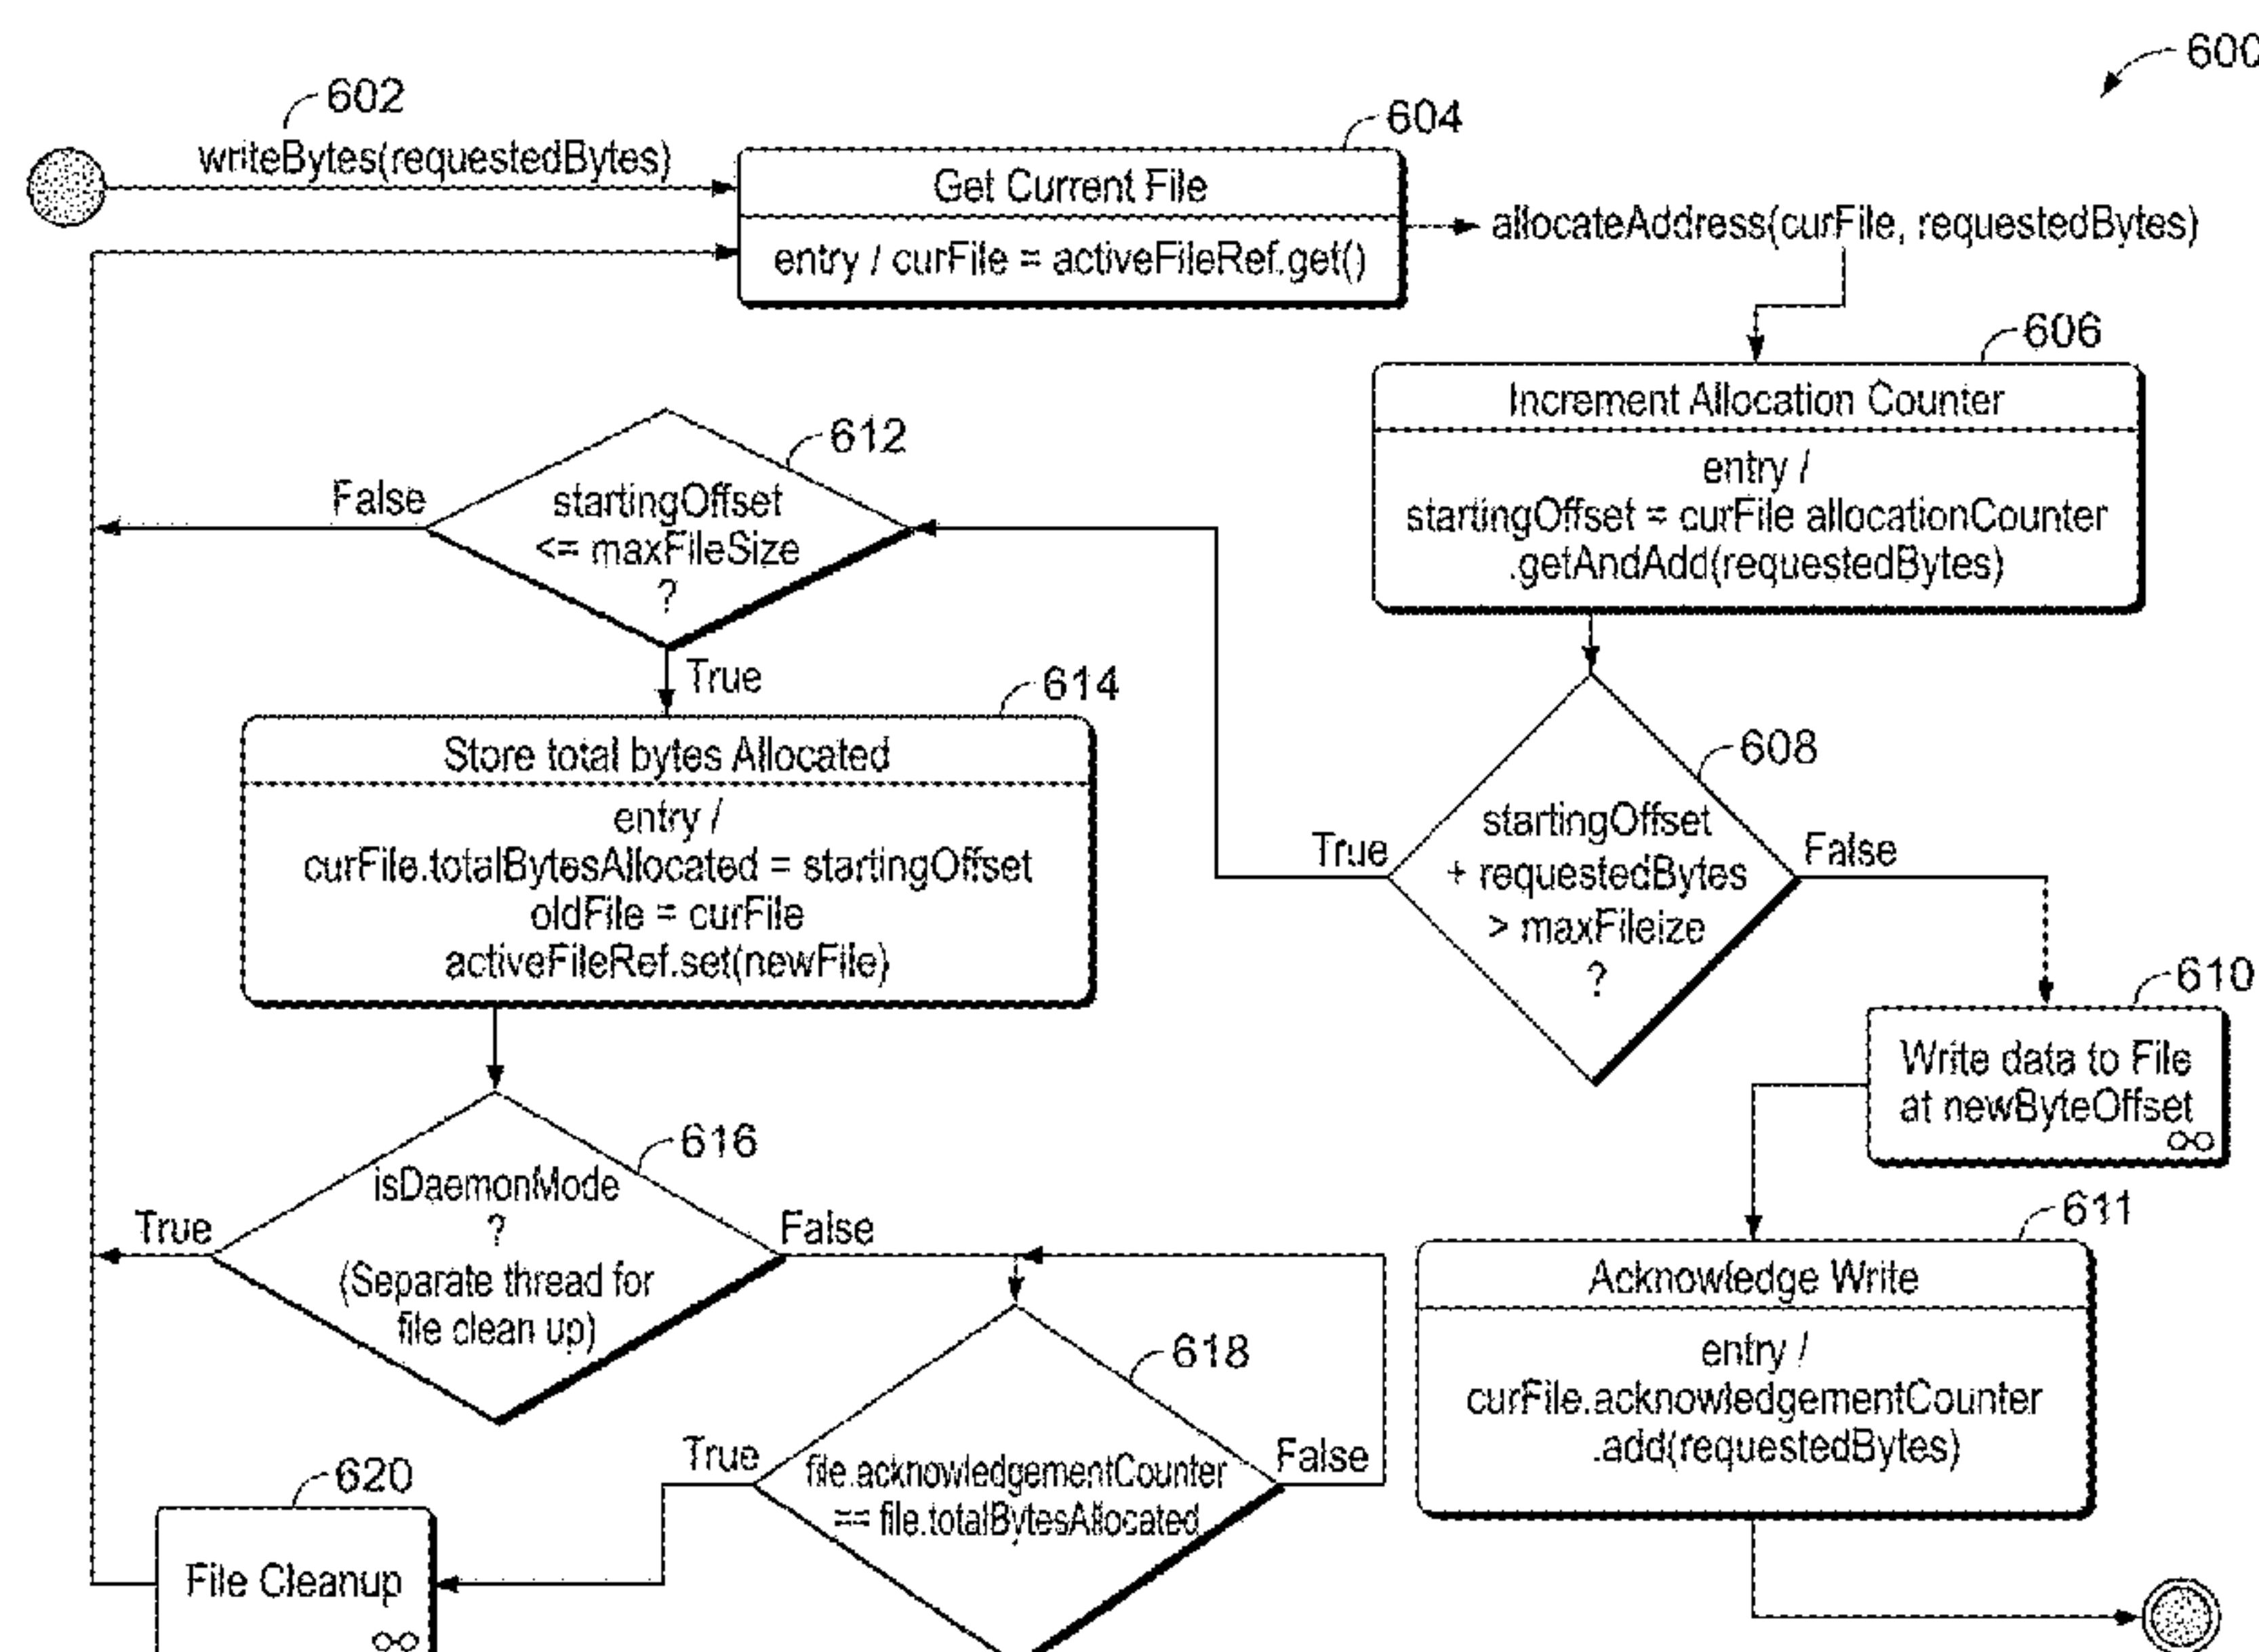 600
602
writeBytes(requestedBytes)
604
Get Current File
entry / curFile = activeFileRef.get()
allocateAddress(curFile, requestedBytes)
606
Increment Allocation Counter
entry /
startingOffset = curFile allocationCounter
.getAndAdd(requestedBytes)
612
False
startingOffset
<= maxFileSize
?
True
614
Store total bytes Allocated
entry /
curFile.totalBytesAllocated = startingOffset
oldFile = curFile
activeFileRef.set(newFile)
608
True
startingOffset
+ requestedBytes
> maxFileize
?
False
610
Write data to File
at newByteOffset
616
True
isDaemonMode
?
(Separate thread for
file clean up)
False
611
Acknowledge Write
entry /
curFile.acknowledgementCounter
.add(requestedBytes)
618
True
file.acknowledgementCounter
== file.totalBytesAllocated
False
620
File Cleanup